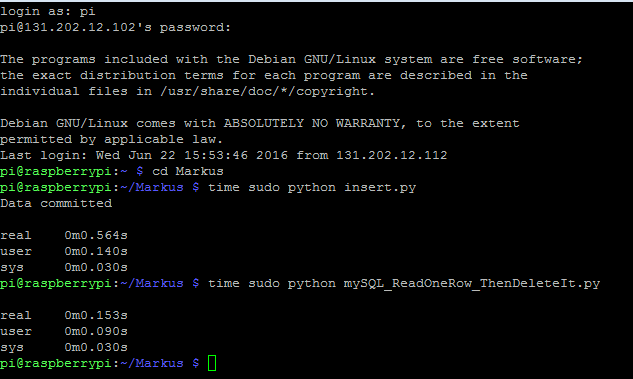 login as: pi
pi@131.202.12.102's password:

The programs included with the Debian GNU/Linux system are free software;
the exact distribution terms for each program are described in the
individual files in /usr/share/doc/*/copyright.

Debian GNU/Linux comes with ABSOLUTELY NO WARRANTY, to the extent
permitted by applicable law.
Last login: Wed Jun 22 15:53:46 2016 from 131.202.12.112
pi@raspberrypi:~ $ cd Markus
pi@raspberrypi:~/Markus $ time sudo python insert.py
Data committed

real    0m0.564s
user    0m0.140s
sys     0m0.030s
pi@raspberrypi:~/Markus $ time sudo python mySQL_ReadOneRow_ThenDeleteIt.py

real    0m0.153s
user    0m0.090s
sys     0m0.030s
pi@raspberrypi:~/Markus $